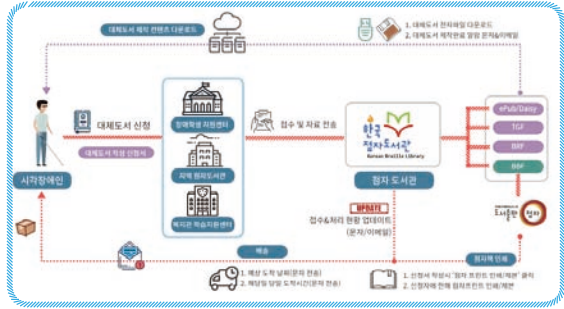 대체도서 제작 컨텐츠 다운로드
1. 대체도서 전자파일 다운로드
2. 대체도서 제작완료 알림 문자&이메일
대체도서 신청
대체도서 작성 신청서
시각장애인
장애학생 지원센터
지역 점자도서관
복지관 학습지원센터
접수 및 자료 전송
한국
점자도서관
Korean Braille Library
점자 도서관
ePub/Daisy
TGF
BRF
BBF
도서출판 점자
UPDATE
접수&처리 현황 업데이트
(문자/이메일)
배송
1. 예상 도착 날짜(문자 전송)
2. 배달일 당일 도착시간(문자 전송)
점자책 인쇄
1. 신청서 작성시 '점자 프린트 인쇄/제본' 클릭
2. 신청자에 한해 점자프린트 인쇄/제본